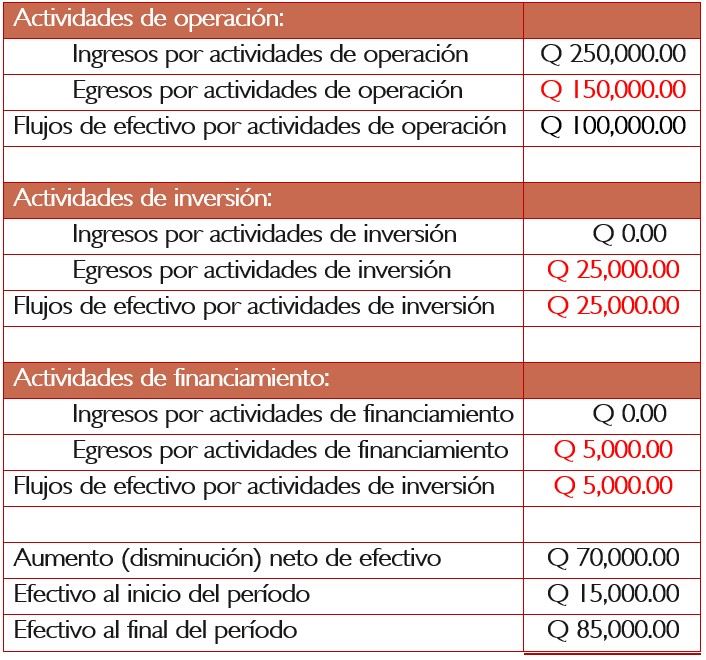 Actividades de operación:
Ingresos por actividades de operación Q 250,000.00
Egresos por actividades de operación Q 150,000.00
Flujos de efectivo por actividades de operación Q 100,000.00
Actividades de inversión:
Ingresos por actividades de inversión Q 0.00
Egresos por actividades de inversión Q 25,000.00
Flujos de efectivo por actividades de inversión Q 25,000.00
Actividades de financiamiento:
Ingresos por actividades de financiamiento Q 0.00
Egresos por actividades de financiamiento Q 5,000.00
Flujos de efectivo por actividades de inversión Q 5,000.00
Aumento (disminución) neto de efectivo Q 70,000.00
Efectivo al inicio del período Q 15,000.00
Efectivo al final del período Q 85,000.00